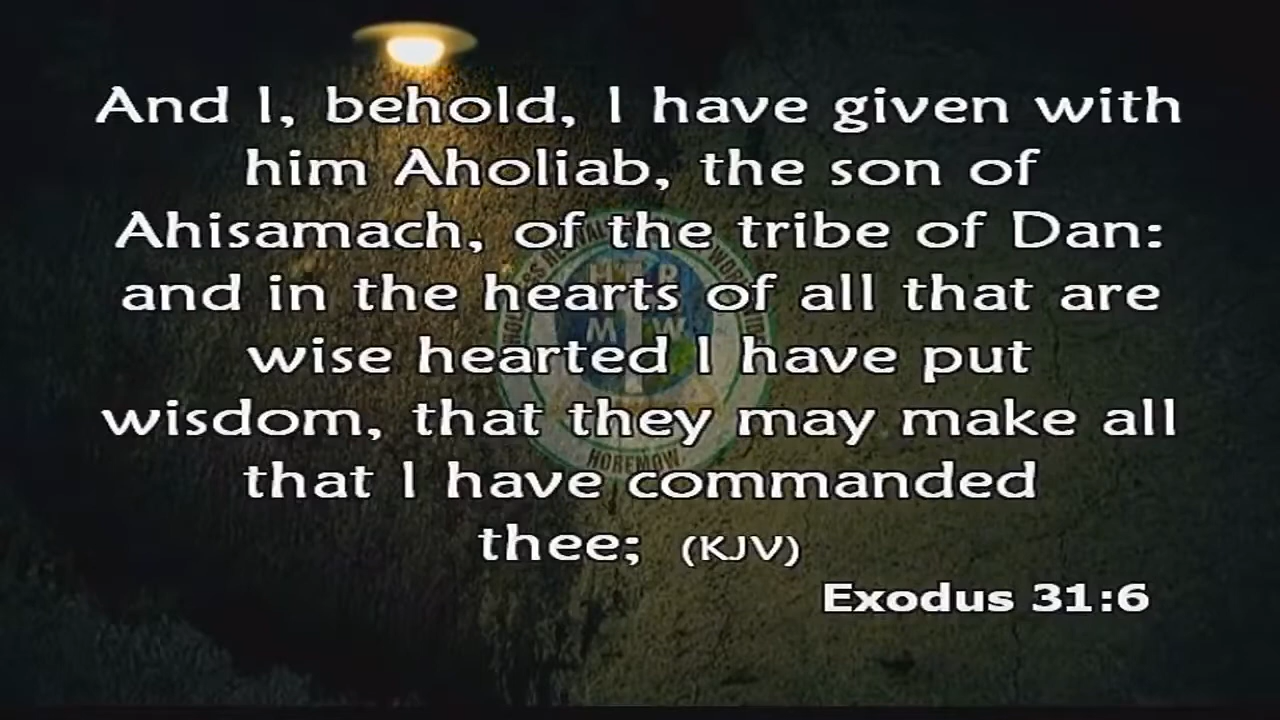 And I, behold, I have given with
him Aholiab, the son of
Ahisamach, of the tribe of Dan:
and in the hearts of all that are
wise hearted I have put
wisdom, that they may make all
that I have commanded
thee; (KJV)
Exodus 31:6
HOREMOW